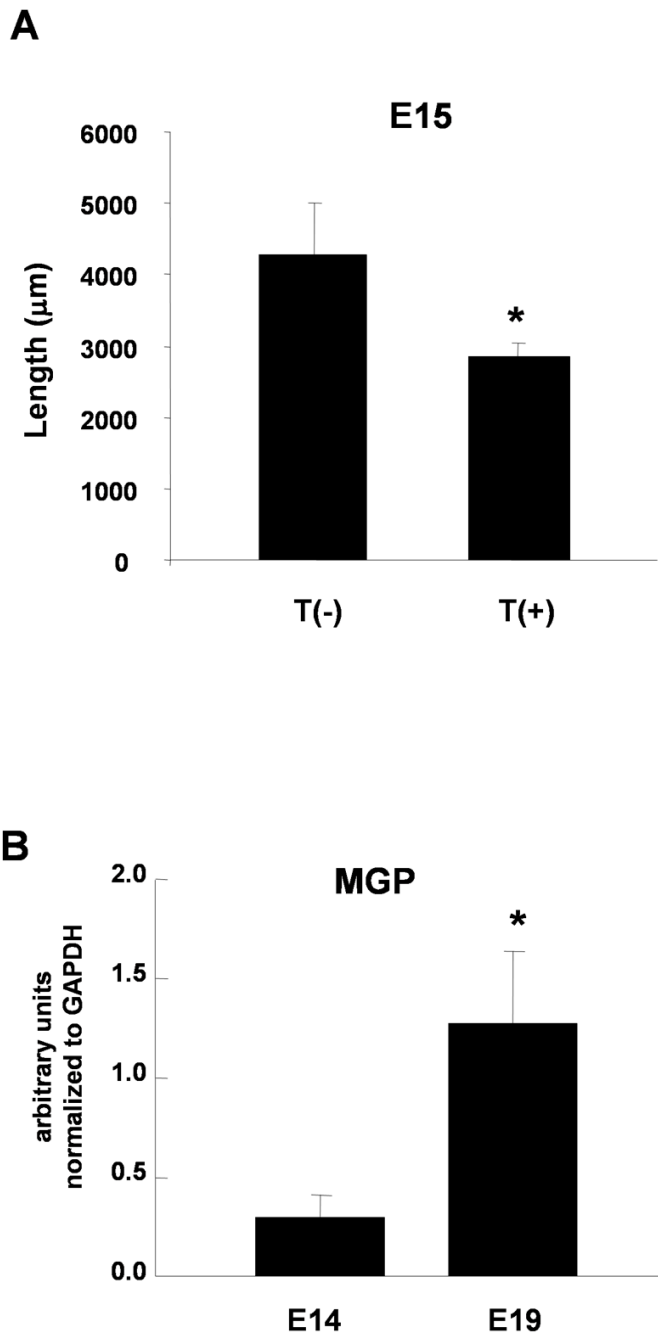 A
E15
6000
5000
4000
3000
2000
1000
0
Length (μm)
*
T(-) T(+)
B
MGP
2.0
1.5
1.0
0.5
0.0
arbitrary units
normalized to GAPDH
*
E14 E19